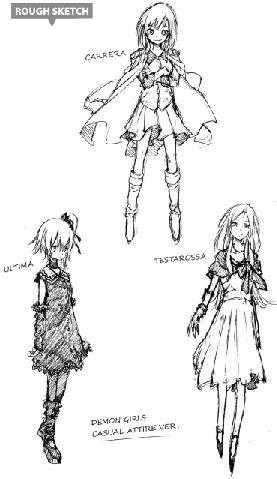 ROUGH SKETCH
CARRERA
ULTIMA
TESTAROSSA
DEMON GIRLS
CASUAL ATTIRE VER.